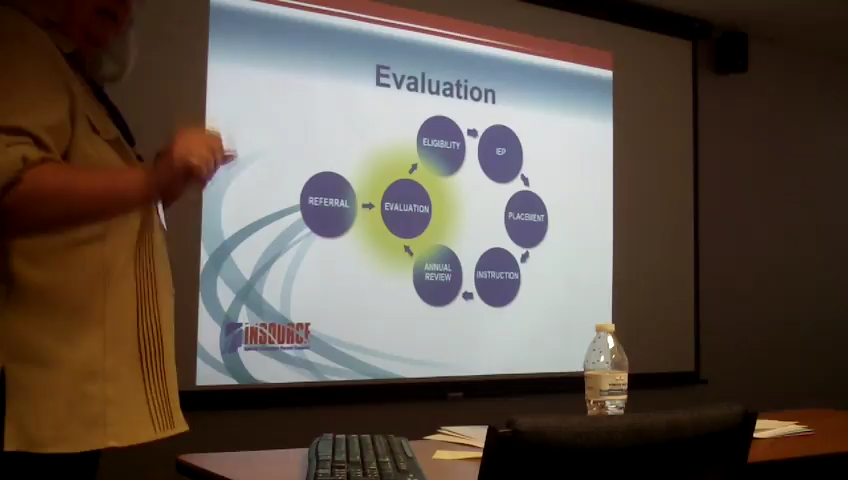 Evaluation
ELIGIBILITY
IEP
REFERRAL
EVALUATION
PLACEMENT
ANNUAL
REVIEW
INSTRUCTION
INSOURCE